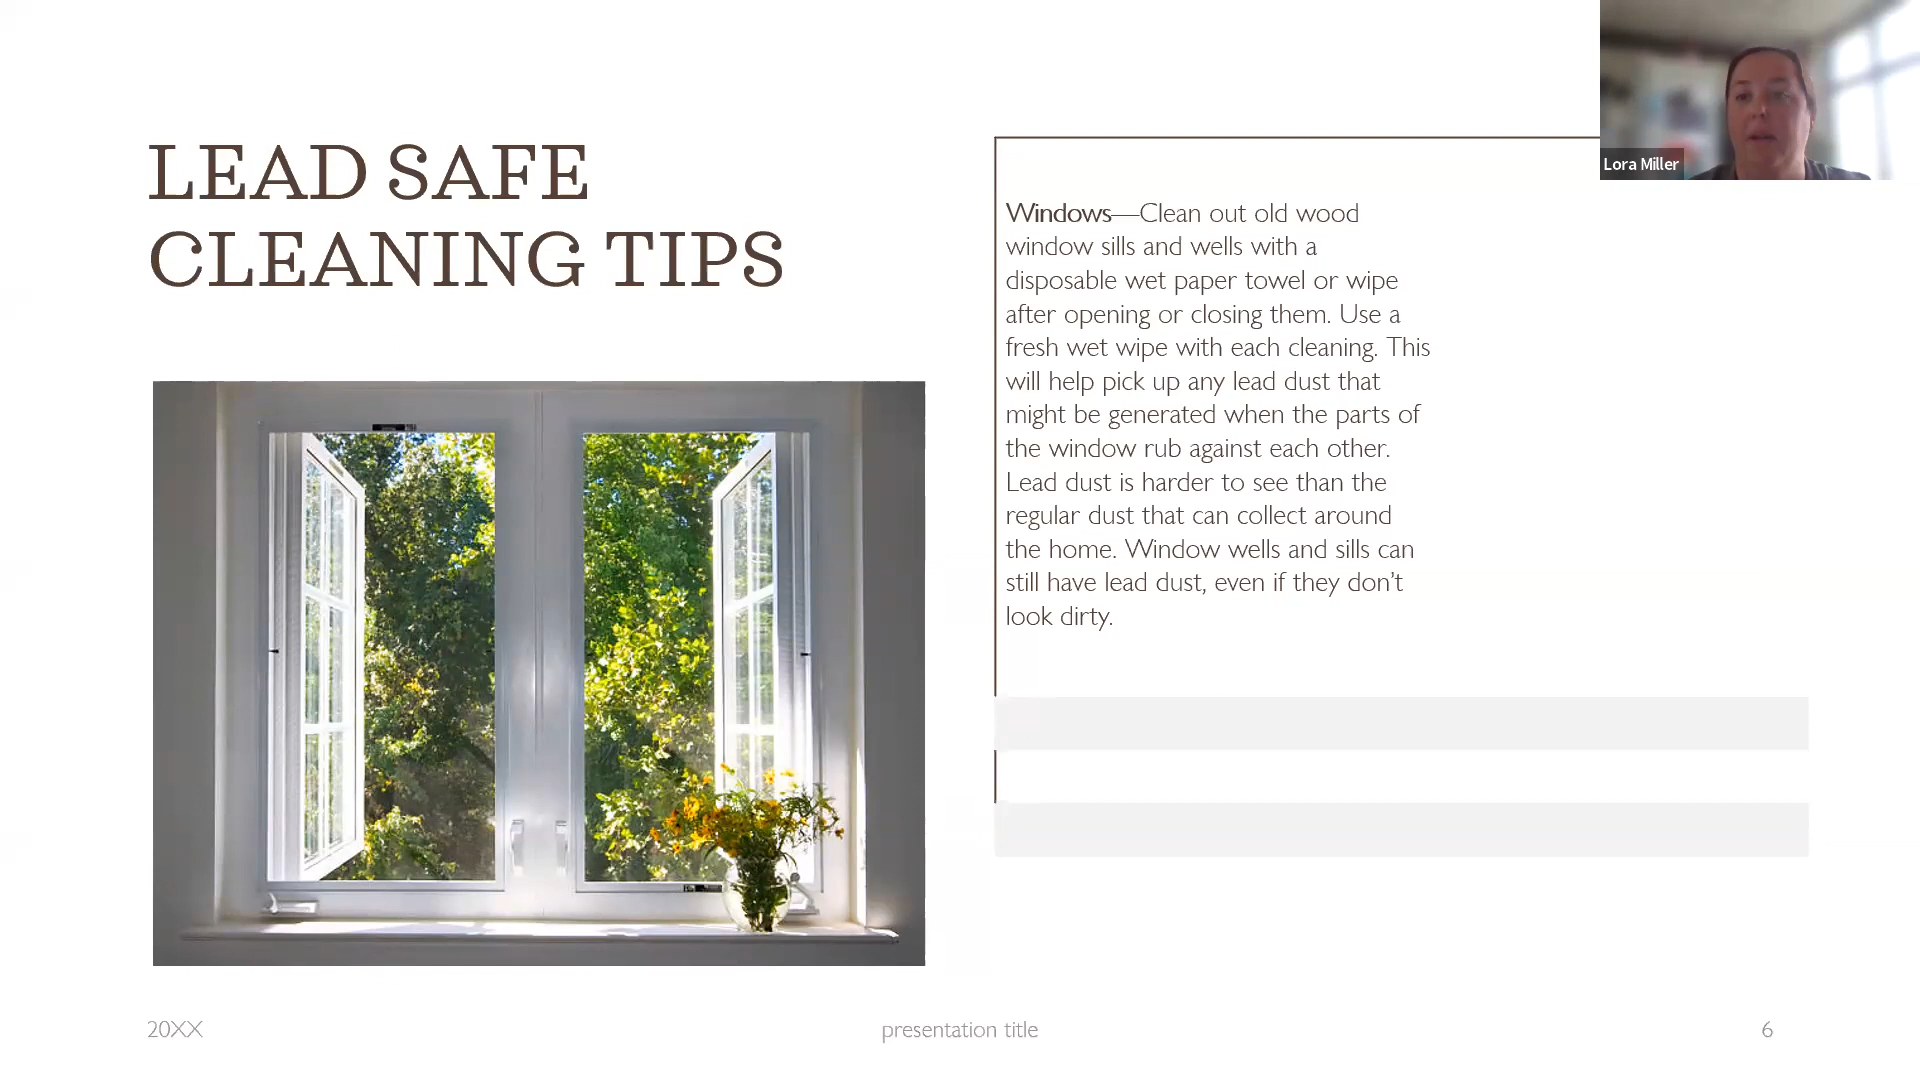 LEAD SAFE
CLEANING TIPS
Lora Miller
Windows—Clean out old wood
window sills and wells with a
disposable wet paper towel or wipe
after opening or closing them. Use a
fresh wet wipe with each cleaning. This
will help pick up any lead dust that
might be generated when the parts of
the window rub against each other.
Lead dust is harder to see than the
regular dust that can collect around
the home. Window wells and sills can
still have lead dust, even if they don’t
look dirty.
20XX
presentation title
6